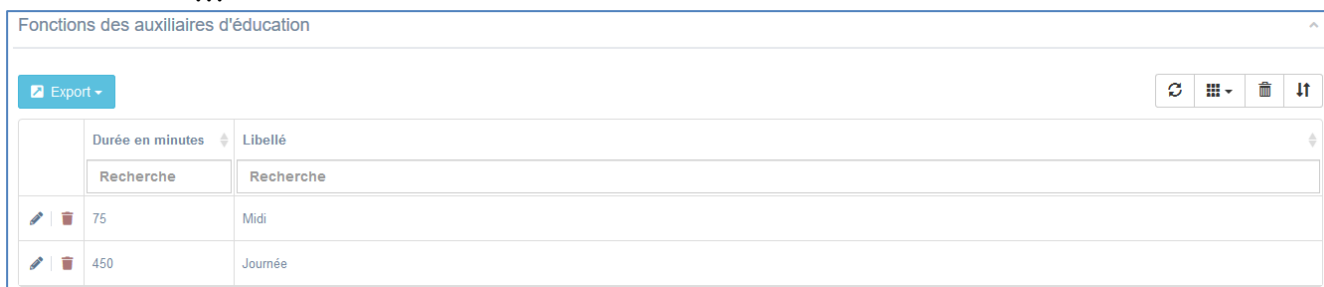 Fonctions des auxiliaires d'éducation
Export
Durée en minutes Libellé
Recherche Recherche
75 Midi
450 Journée